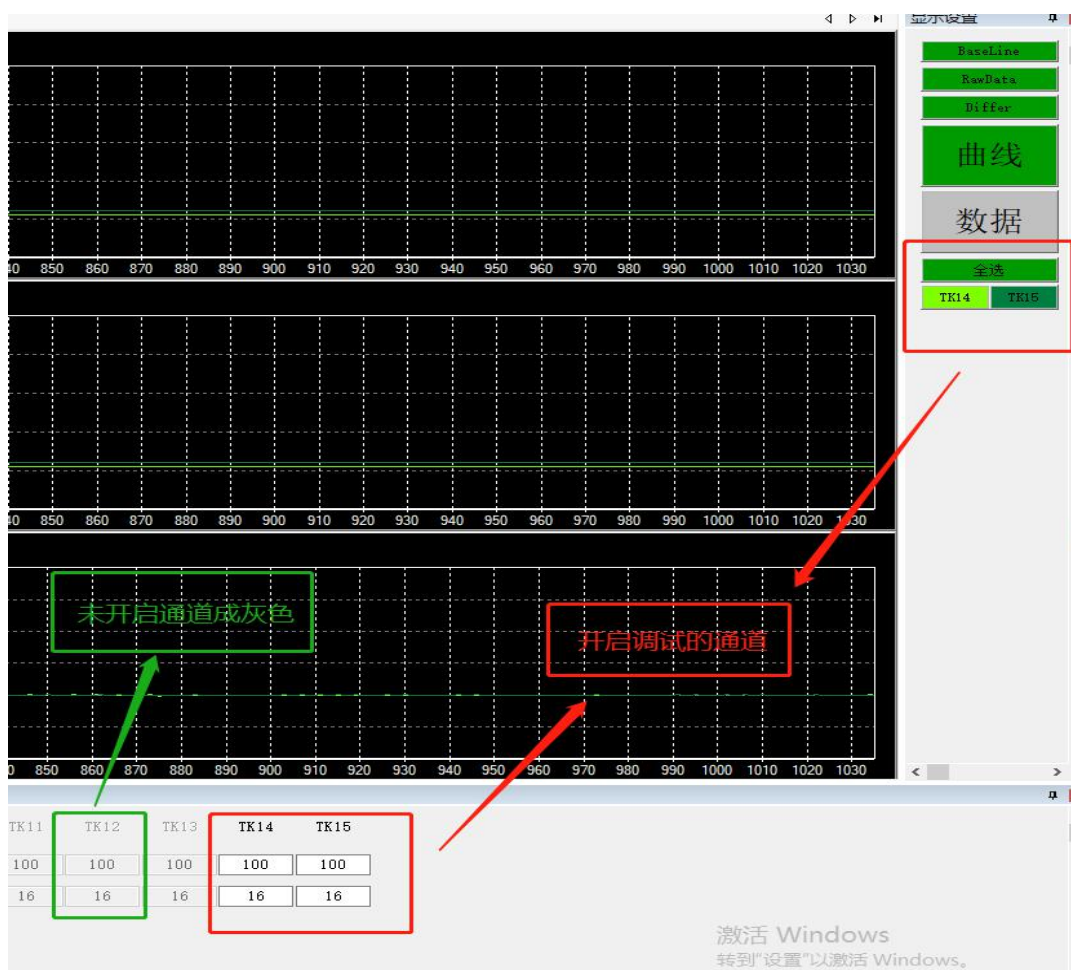 显示设置
BaseLine
RawData
Differ
曲线
数据
全选
TK14 TK15
40 850 860 870 880 890 900 910 920 930 940 950 960 970 980 990 1000 1010 1020 1030
40 850 860 870 880 890 900 910 920 930 940 950 960 970 980 990 1000 1010 1020 1030
未开启通道成灰色
开启调试的通道
0 850 860 870 880 890 900 910 920 930 940 950 960 970 980 990 1000 1010 1020 1030
TK11 TK12 TK13 TK14 TK15
100 100 100 100 100
16 16 16 16 16
激活 Windows
转到"设置"以激活 Windows。